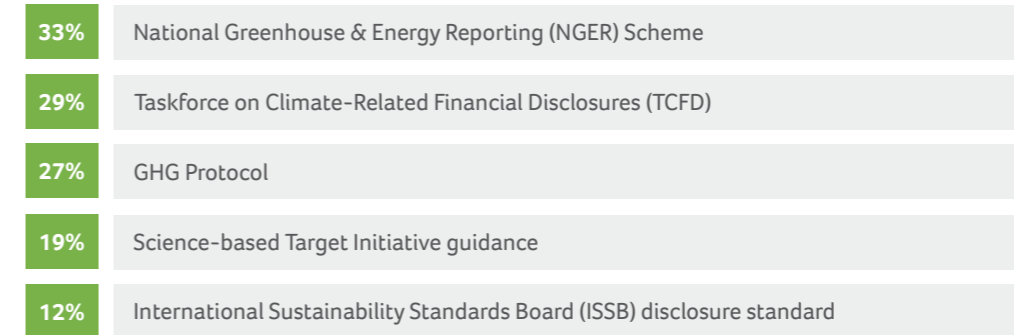 33% National Greenhouse & Energy Reporting (NGER) Scheme
29% Taskforce on Climate-Related Financial Disclosures (TCFD)
27% GHG Protocol
19% Science-based Target Initiative guidance
12% International Sustainability Standards Board (ISSB) disclosure standard